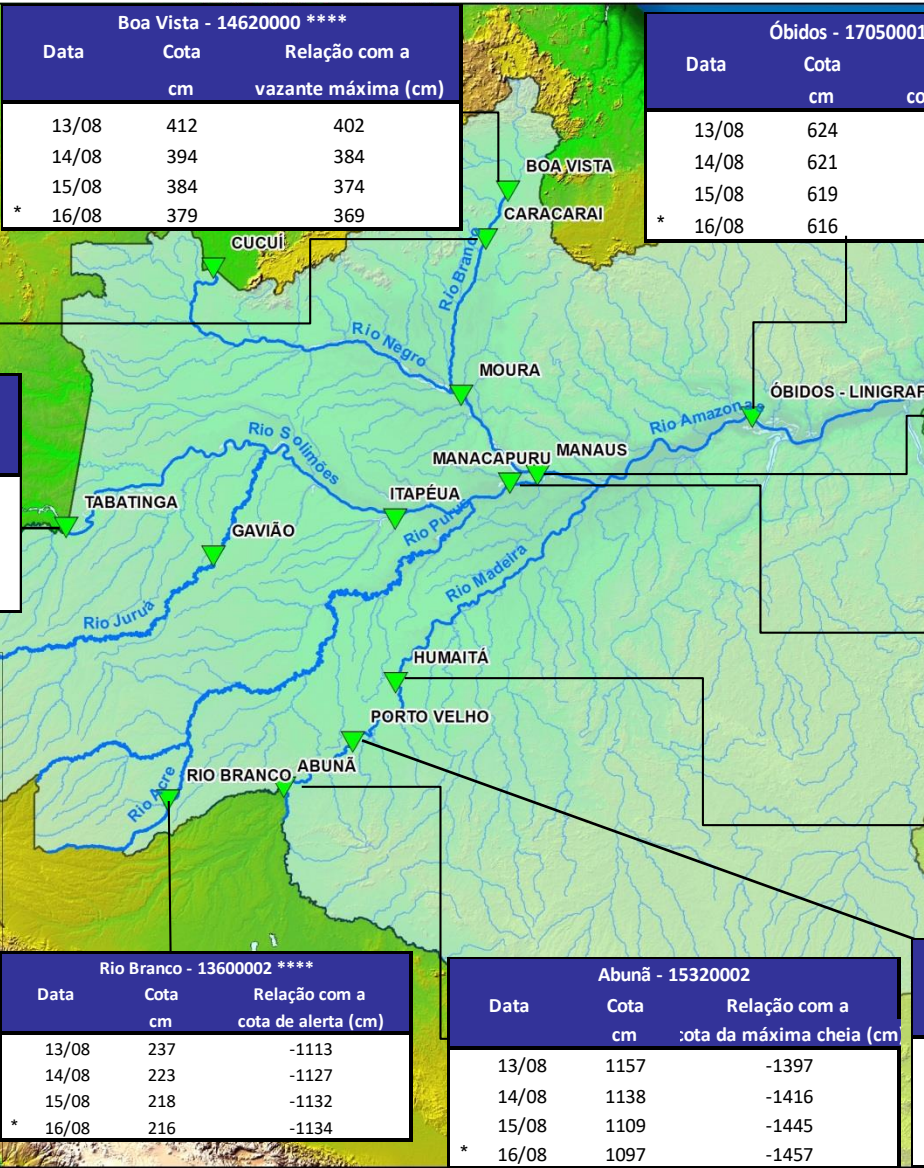 Boa Vista - 14620000 ****
Data Cota Relação com a
cm vazante máxima (cm)
13/08 412 402
14/08 394 384
15/08 384 374
* 16/08 379 369
Óbidos - 17050001
Data Cota
cm co
13/08 624
14/08 621
15/08 619
* 16/08 616
BOA VISTA
CARACARAI
CUCUÍ
Rio Branco
Rio Negro
MOURA
ÓBIDOS - LINIGRAF
Rio Amazonas
Rio Solimões
MANACAPURU
MANAUS
TABATINGA
ITAPÉUA
GAVIÃO
Rio Purus
Rio Madeira
Rio Juruá
HUMAITÁ
PORTO VELHO
RIO BRANCO
ABUNÃ
Rio Acre
Rio Branco - 13600002 ****
Data Cota Relação com a
cm cota de alerta (cm)
13/08 237 -1113
14/08 223 -1127
15/08 218 -1132
* 16/08 216 -1134
Abunã - 15320002
Data Cota Relação com a
cm cota da máxima cheia (cm)
13/08 1157 -1397
14/08 1138 -1416
15/08 1109 -1445
* 16/08 1097 -1457